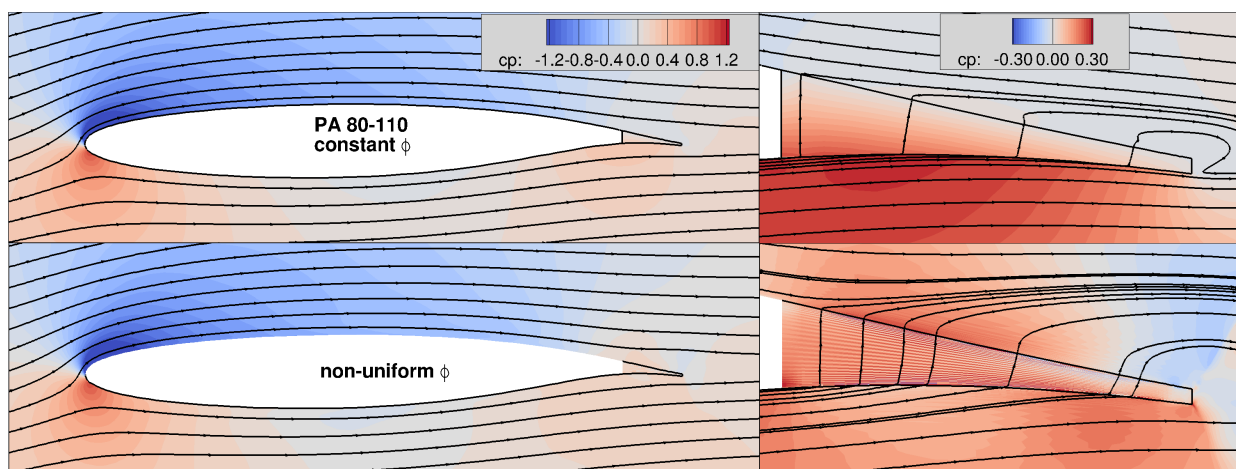 cp: -1.2-0.8-0.4 0.0 0.4 0.8 1.2
cp: -0.30 0.00 0.30
PA 80-110
constant ϕ
non-uniform ϕ